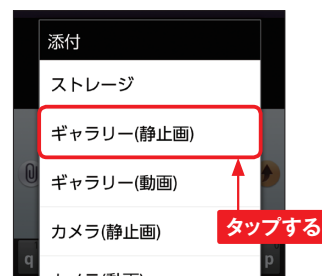 添付
ストレージ
ギャラリー(静止画)
ギャラリー(動画)
カメラ(静止画)
タップする
q
p